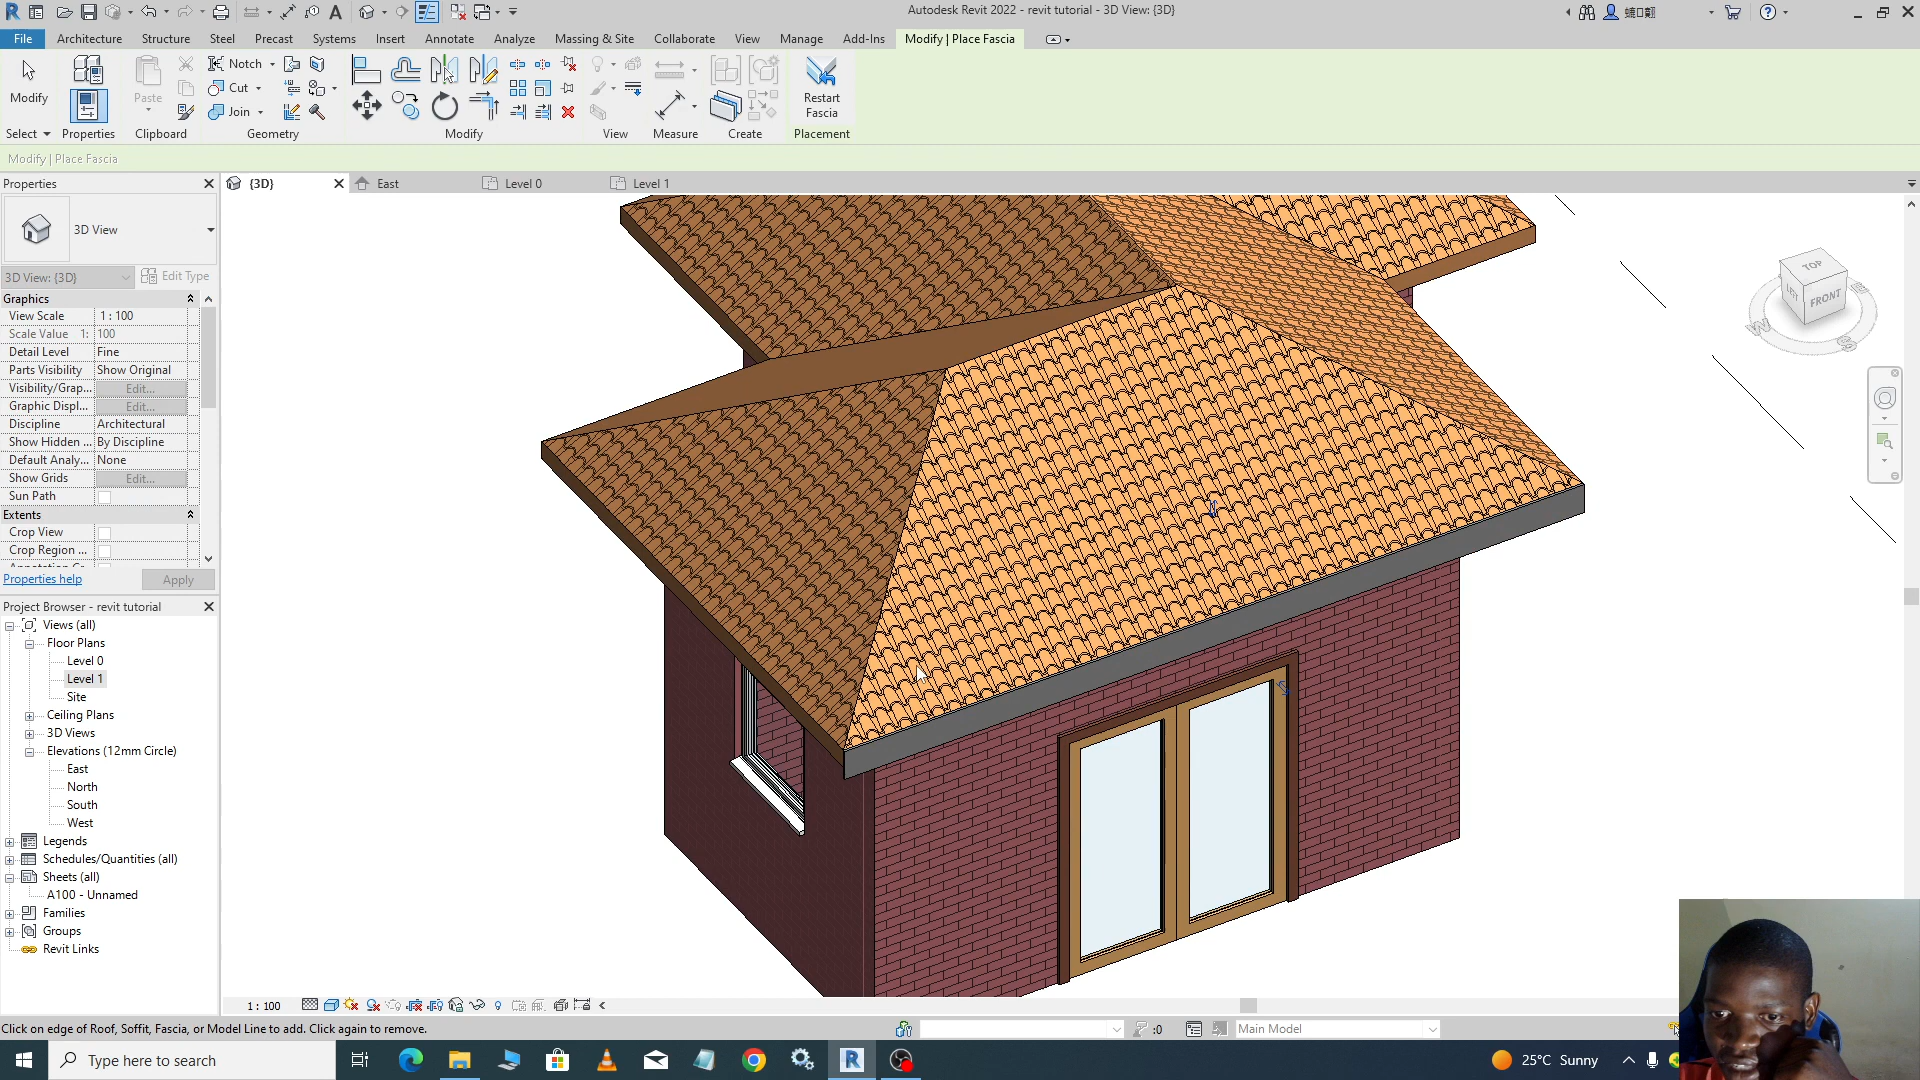 Autodesk Revit 2022 - revit tutorial - 3D View: {3D}
File Architecture Structure Steel Precast Systems Insert Annotate Analyze Massing & Site Collaborate View Manage Add-Ins Modify | Place Fascia
Modify Paste Notch Cut Join Restart Fascia
Select Properties Clipboard Geometry Modify View Measure Create Placement
Modify | Place Fascia
Properties
{3D} East Level 0 Level 1
3D View
3D View: {3D} Edit Type
Graphics
View Scale 1 : 100
Scale Value 1: 100
Detail Level Fine
Parts Visibility Show Original
Visibility/Grap... Edit...
Graphic Displ... Edit...
Discipline Architectural
Show Hidden ... By Discipline
Default Analy... None
Show Grids Edit...
Sun Path
Extents
Crop View
Crop Region ...
Properties help Apply
Project Browser - revit tutorial
Views (all)
Floor Plans
Level 0
Level 1
Site
Ceiling Plans
3D Views
Elevations (12mm Circle)
East
North
South
West
Legends
Schedules/Quantities (all)
Sheets (all)
A100 - Unnamed
Families
Groups
Revit Links
TOP
FRONT
W
S
E
1 : 100
Click on edge of Roof, Soffit, Fascia, or Model Line to add. Click again to remove.
:0
Main Model
Type here to search
25°C Sunny